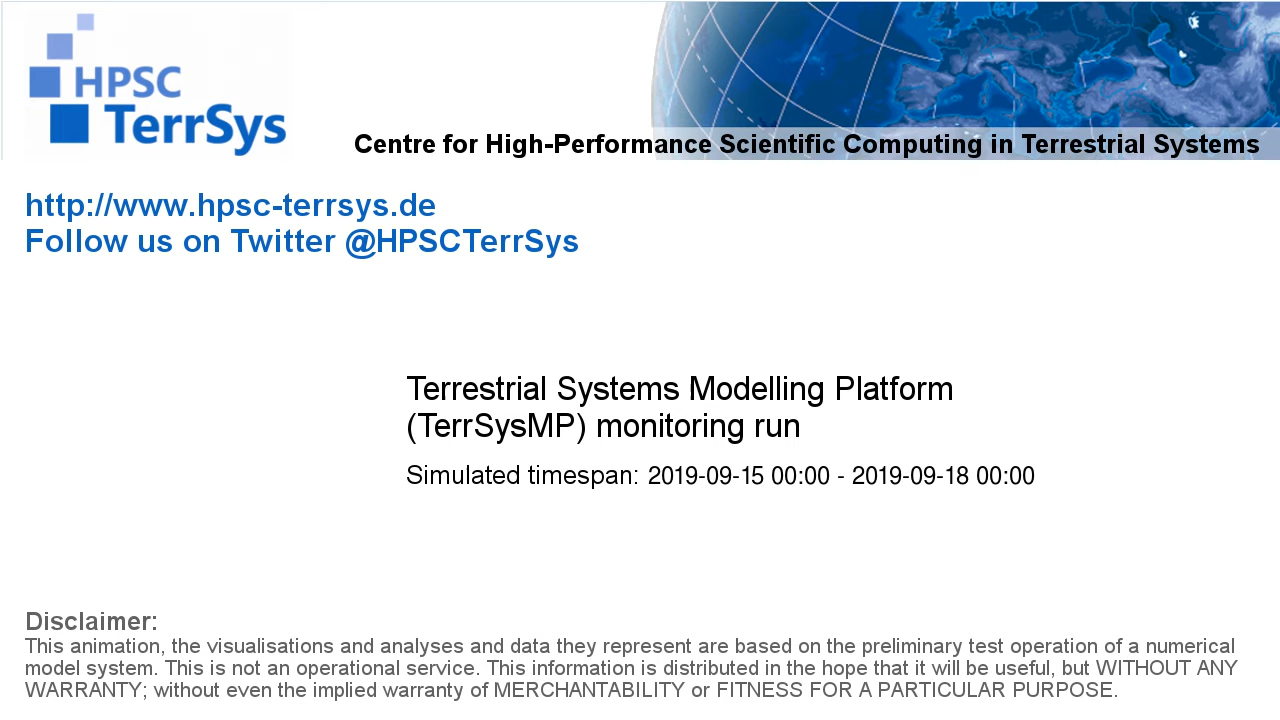 HPSC
TerrSys
Centre for High-Performance Scientific Computing in Terrestrial Systems
http://www.hpsc-terrsys.de
Follow us on Twitter @HPSCTerrSys
Terrestrial Systems Modelling Platform
(TerrSysMP) monitoring run
Simulated timespan: 2019-09-15 00:00 - 2019-09-18 00:00
Disclaimer:
This animation, the visualisations and analyses and data they represent are based on the preliminary test operation of a numerical
model system. This is not an operational service. This information is distributed in the hope that it will be useful, but WITHOUT ANY
WARRANTY; without even the implied warranty of MERCHANTABILITY or FITNESS FOR A PARTICULAR PURPOSE.